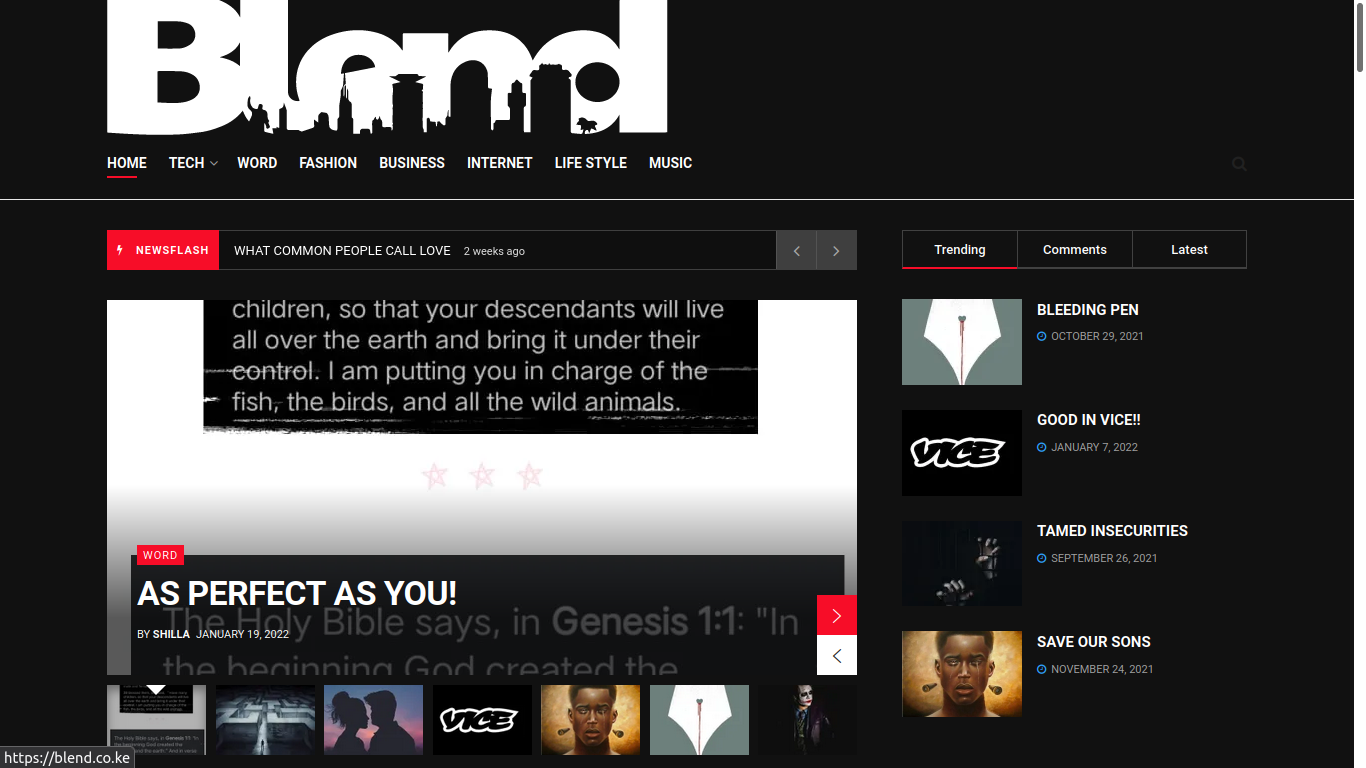 Blend
HOME TECH WORD FASHION BUSINESS INTERNET LIFE STYLE MUSIC
NEWSFLASH WHAT COMMON PEOPLE CALL LOVE 2 weeks ago
children, so that your descendants will live
all over the earth and bring it under their
control. I am putting you in charge of the
fish, the birds, and all the wild animals.
WORD
AS PERFECT AS YOU!
The Holy Bible says, in Genesis 1:1: "In
BY SHILLA JANUARY 19, 2022
the beginning God created the
VICE
Trending Comments Latest
BLEEDING PEN
OCTOBER 29, 2021
VICE
GOOD IN VICE!!
JANUARY 7, 2022
TAMED INSECURITIES
SEPTEMBER 26, 2021
SAVE OUR SONS
NOVEMBER 24, 2021
https://blend.co.ke